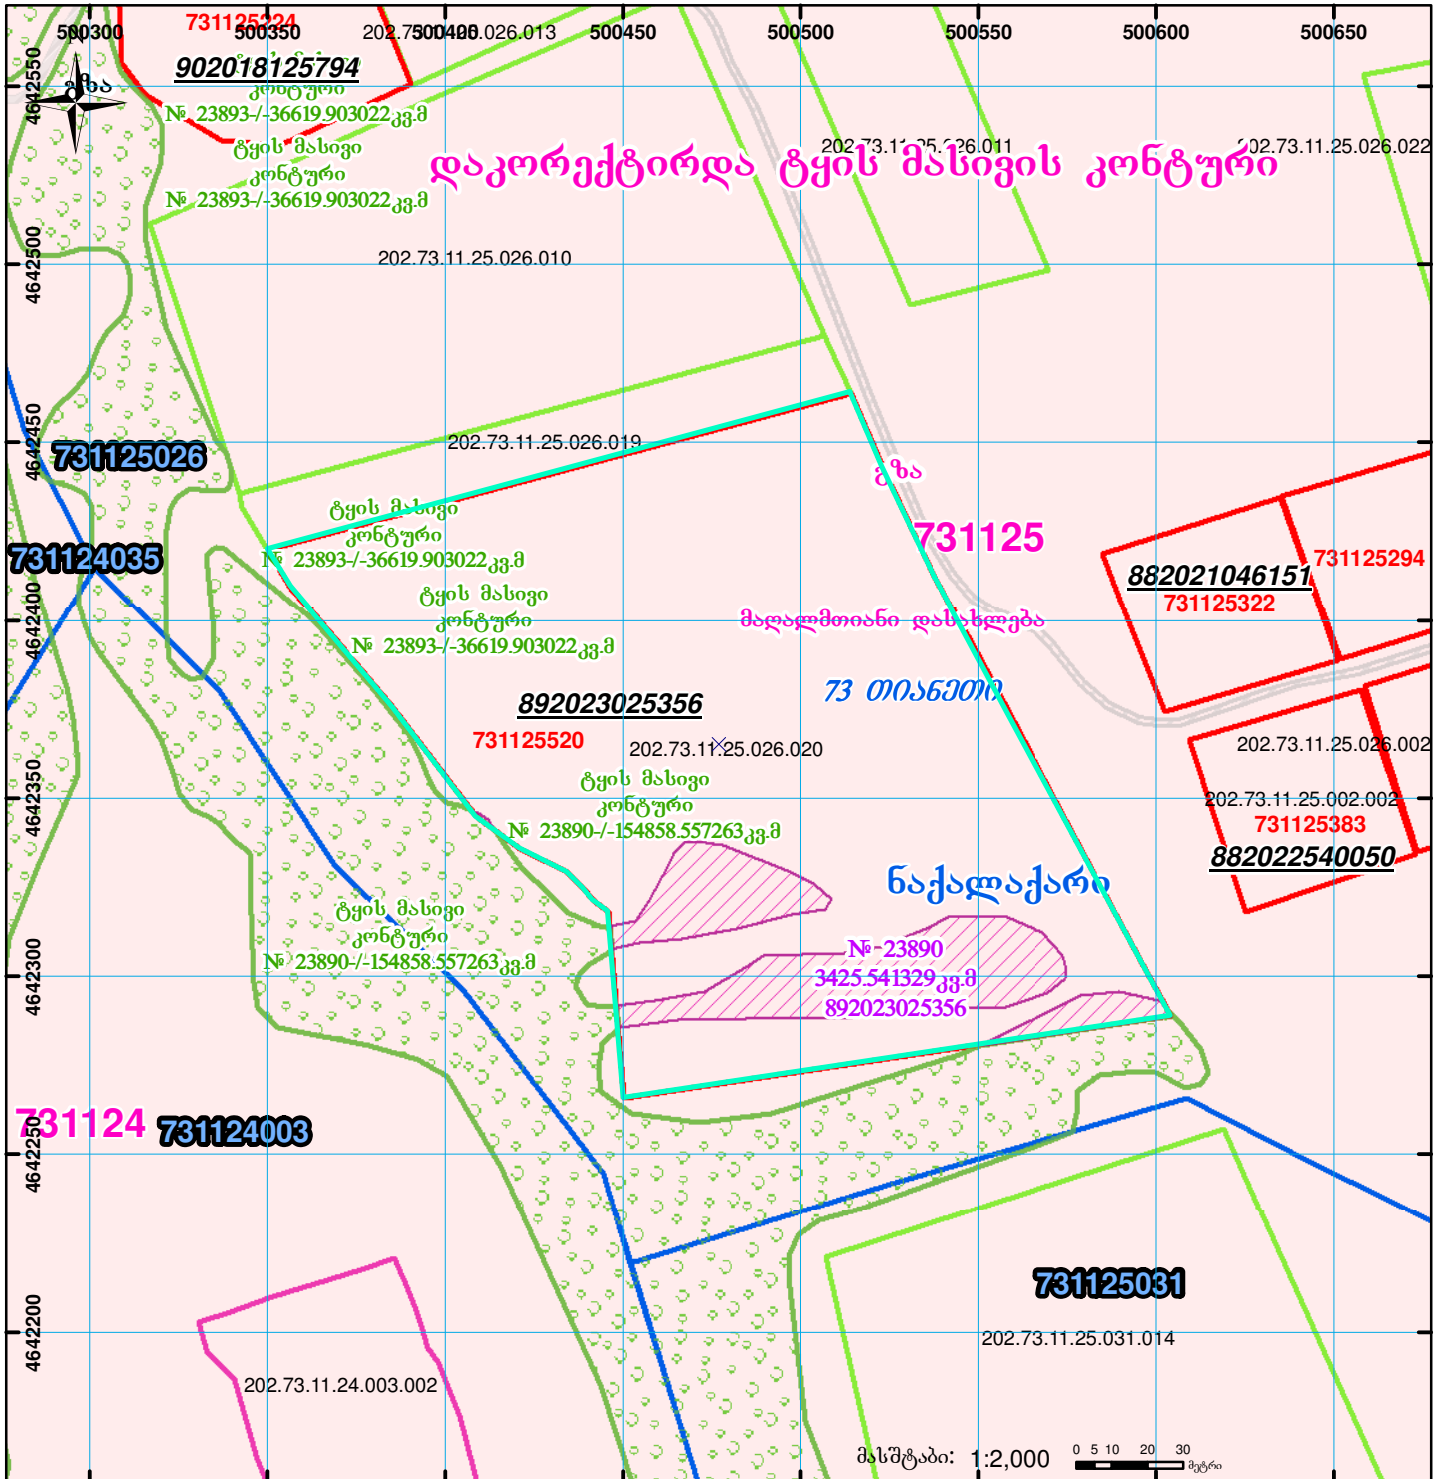 500300
500350
500400
500450
500500
500550
500600
500650
731125224
202.73.11.25.026.013
902018125794
გზა
N
4642550
კონტური
№ 23893-/-36619.903022კვ.მ
ტყის მასივი
კონტური
№ 23893-/-36619.903022კვ.მ
დაკორექტირდა ტყის მასივის კონტური
202.73.11.25.026.011
202.73.11.25.026.022
4642500
202.73.11.25.026.010
4642450
202.73.11.25.026.019
731125026
გზა
ტყის მასივი
კონტური
№ 23893-/-36619.903022კვ.მ
731125
731124035
731125294
882021046151
731125322
4642400
ტყის მასივი
კონტური
№ 23893-/-36619.903022კვ.მ
მაღალმთიანი დასახლება
73 თიანეთი
892023025356
731125520
202.73.11.25.026.020
202.73.11.25.026.002
4642350
ტყის მასივი
კონტური
№ 23890-/-154858.557263კვ.მ
202.73.11.25.002.002
731125383
882022540050
ნაქალაქარი
ტყის მასივი
კონტური
№ 23890-/-154858.557263კვ.მ
4642300
№ 23890
3425.541329კვ.მ
892023025356
731124
731124003
4642250
731125031
4642200
202.73.11.25.031.014
202.73.11.24.003.002
მასშტაბი: 1:2,000
0 5 10 20 30
მეტრი